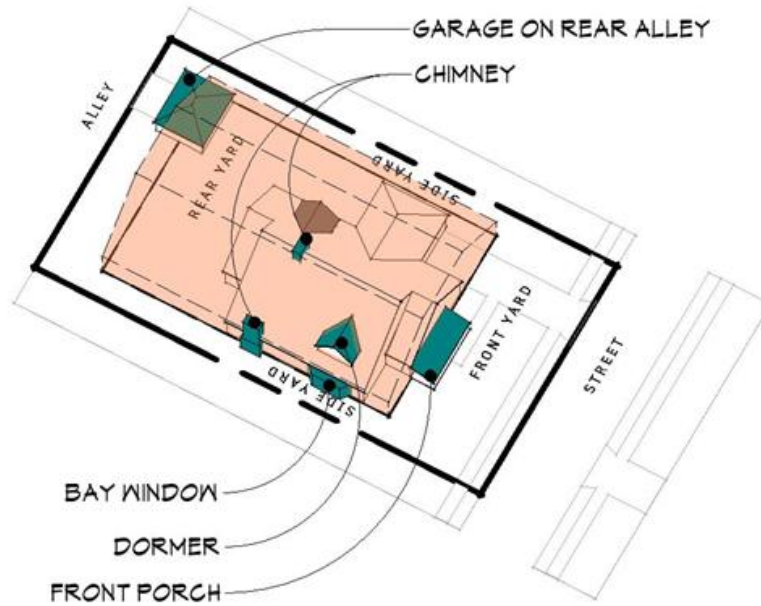 GARAGE ON REAR ALLEY
CHIMNEY
ALLEY
SIDE YARD
REAR YARD
FRONT YARD
STREET
SIDE YARD
BAY WINDOW
DORMER
FRONT PORCH